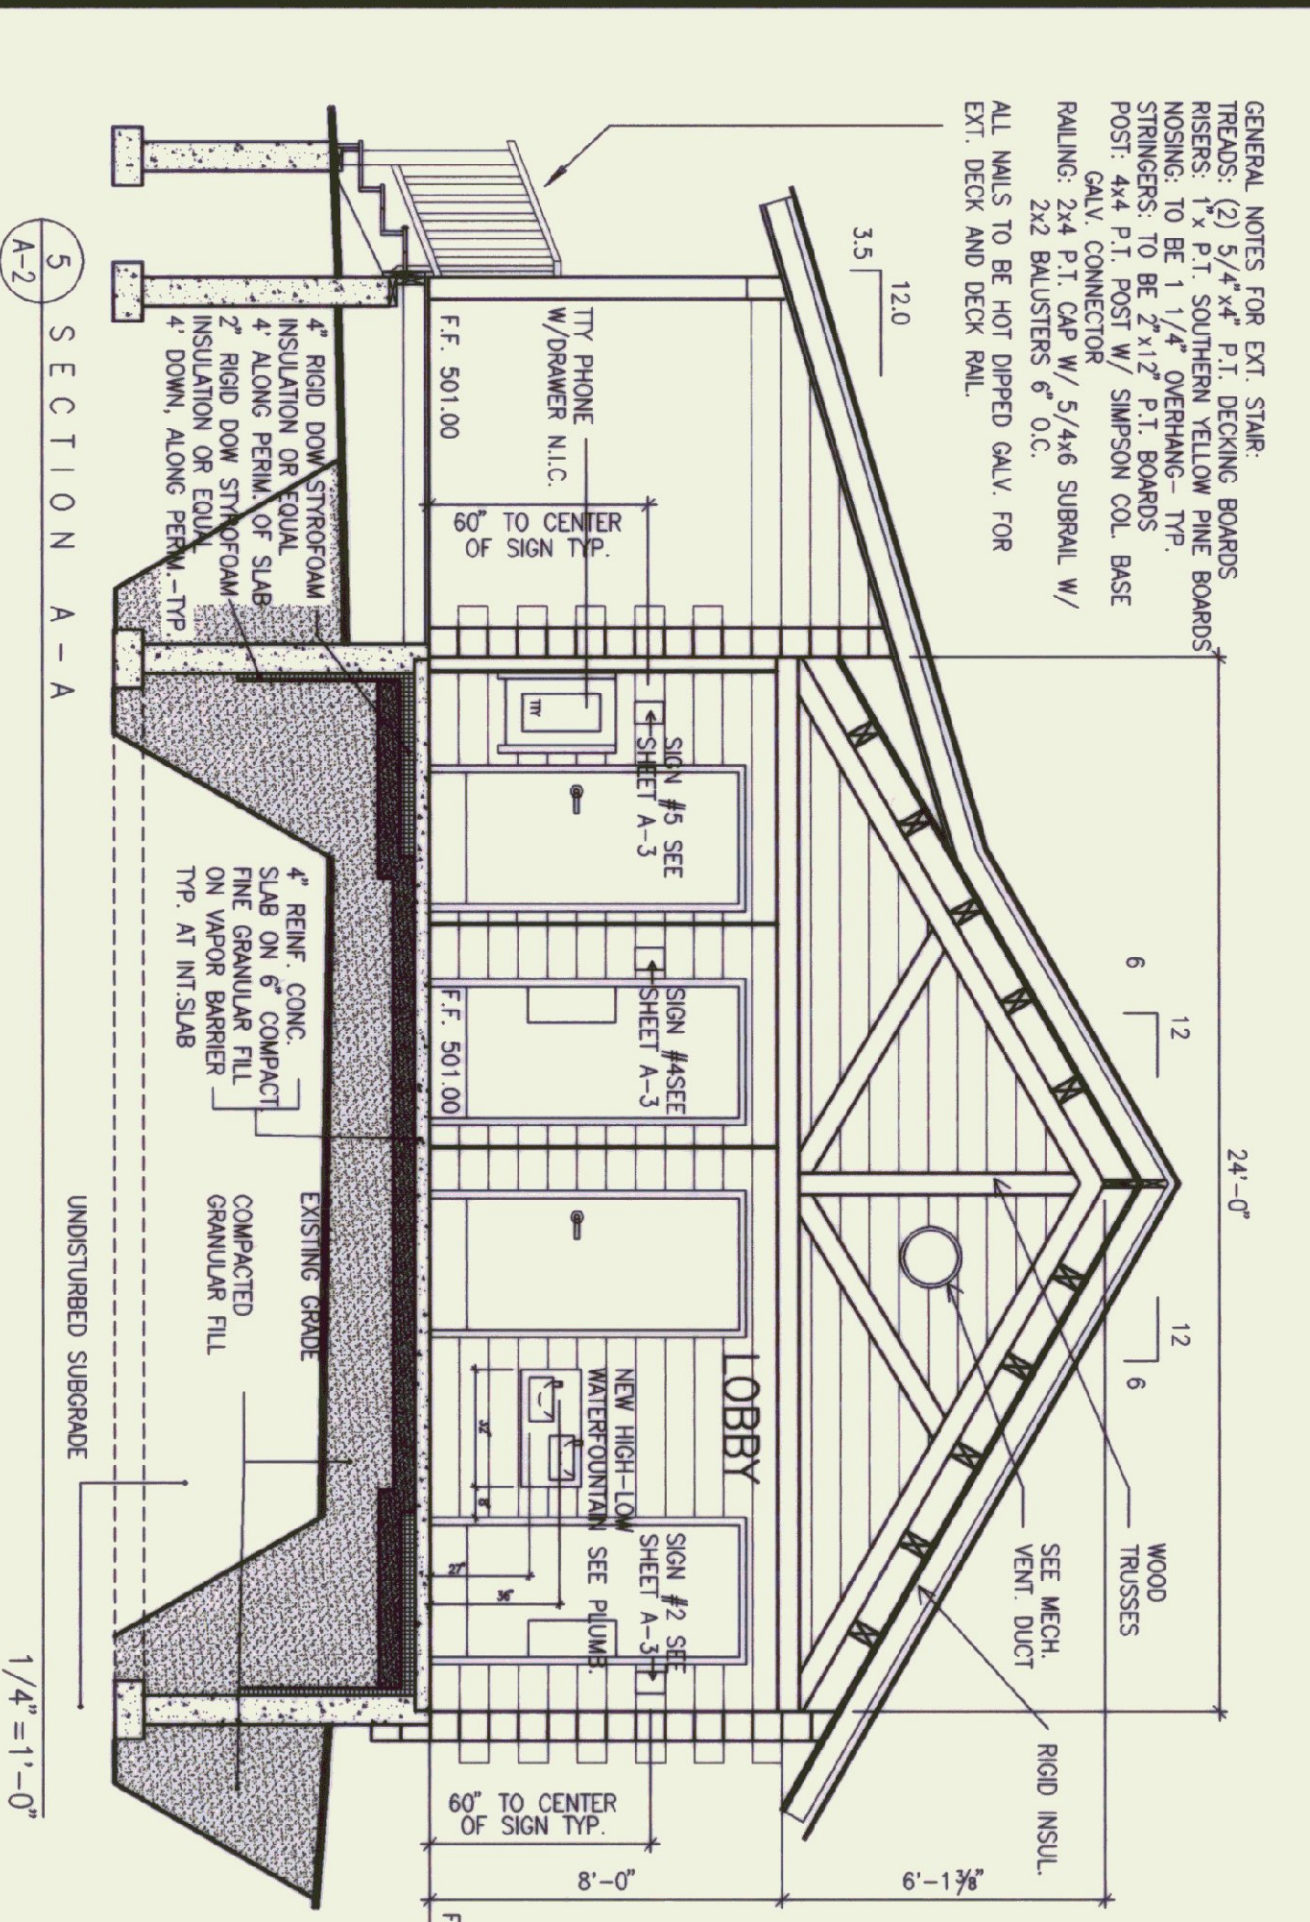 GENERAL NOTES FOR EXT. STAIR:
TREADS: (2) 5/4"x4" P.T. DECKING BOARDS
RISERS: 1"x P.T. SOUTHERN YELLOW PINE BOARDS
NOSING: TO BE 1 1/4" OVERHANG- TYP.
STRINGERS: TO BE 2"x12" P.T. BOARDS
POST: 4x4 P.T. POST W/ SIMPSON COL. BASE
GALV. CONNECTOR
RAILING: 2x4 P.T. CAP W/ 5/4x6 SUBRAIL W/
2x2 BALUSTERS 6" O.C.
ALL NAILS TO BE HOT DIPPED GALV. FOR
EXT. DECK AND DECK RAIL.
24'-0"
12
6
12
6
12.0
3.5
WOOD
TRUSSES
SEE MECH.
VENT. DUCT
RIGID INSUL.
6'-1⅜"
8'-0"
LOBBY
TTY PHONE
W/DRAWER N.I.C.
60" TO CENTER
OF SIGN TYP.
SIGN #5 SEE
SHEET A-3
SIGN #4SEE
SHEET A-3
SIGN #2 SEE
SHEET A-3
60" TO CENTER
OF SIGN TYP.
TTY
NEW HIGH-LOW
WATERFOUNTAIN SEE PLUMB.
32"
8"
27"
36"
F.F. 501.00
F.F. 501.00
F
4" RIGID DOW STYROFOAM
INSULATION OR EQUAL
4' ALONG PERIM. OF SLAB
2" RIGID DOW STYROFOAM
INSULATION OR EQUAL
4' DOWN, ALONG PERIM.-TYP.
4" REINF. CONC.
SLAB ON 6" COMPACT
FINE GRANULAR FILL
ON VAPOR BARRIER
TYP. AT INT.SLAB
EXISTING GRADE
COMPACTED
GRANULAR FILL
UNDISTURBED SUBGRADE
5
A-2
SECTION A-A
1/4"=1'-0"